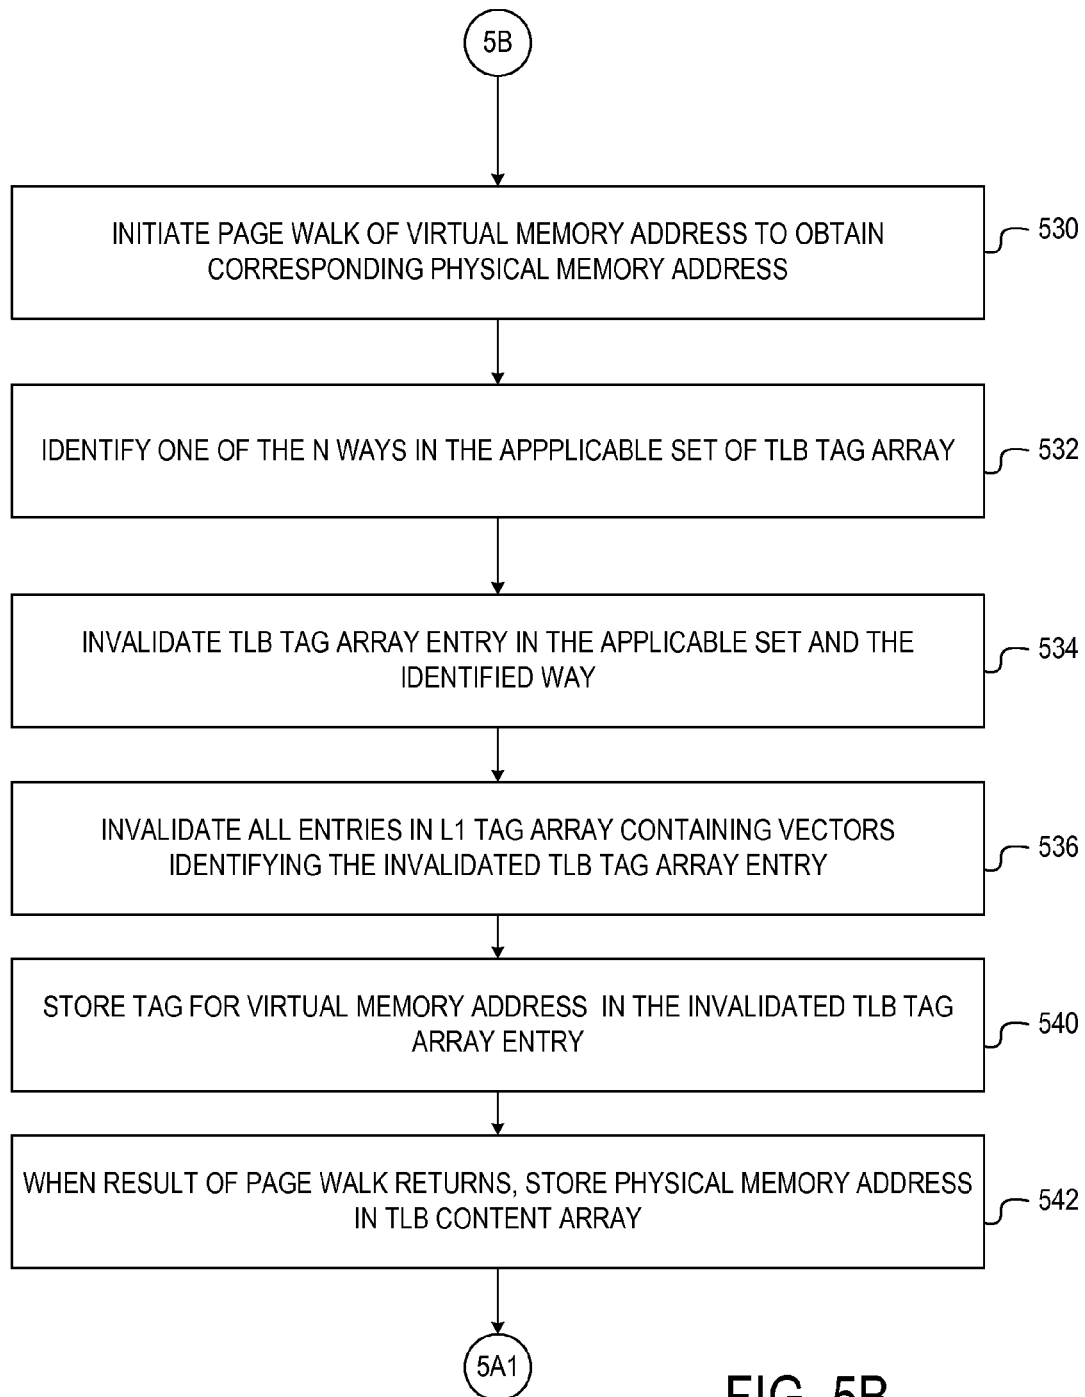 5B
INITIATE PAGE WALK OF VIRTUAL MEMORY ADDRESS TO OBTAIN
CORRESPONDING PHYSICAL MEMORY ADDRESS
530
IDENTIFY ONE OF THE N WAYS IN THE APPPLICABLE SET OF TLB TAG ARRAY
532
INVALIDATE TLB TAG ARRAY ENTRY IN THE APPLICABLE SET AND THE
IDENTIFIED WAY
534
INVALIDATE ALL ENTRIES IN L1 TAG ARRAY CONTAINING VECTORS
IDENTIFYING THE INVALIDATED TLB TAG ARRAY ENTRY
536
STORE TAG FOR VIRTUAL MEMORY ADDRESS IN THE INVALIDATED TLB TAG
ARRAY ENTRY
540
WHEN RESULT OF PAGE WALK RETURNS, STORE PHYSICAL MEMORY ADDRESS
IN TLB CONTENT ARRAY
542
5A1
FIG. 5B